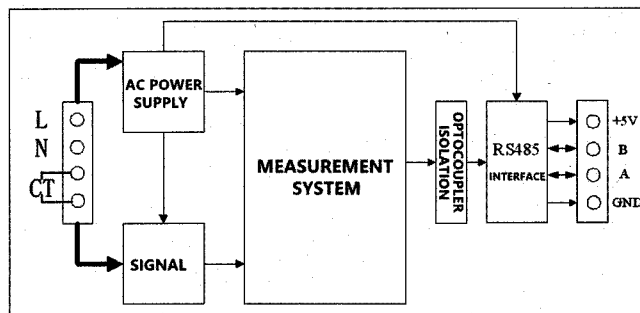 L
N
CT
AC POWER
SUPPLY
SIGNAL
MEASUREMENT
SYSTEM
OPTOCOUPLER
ISOLATION
RS485
INTERFACE
+5V
B
A
GND